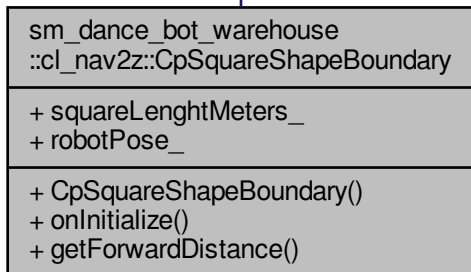 sm_dance_bot_warehouse
::cl_nav2z::CpSquareShapeBoundary
+ squareLenghtMeters_
+ robotPose_
+ CpSquareShapeBoundary()
+ onInitialize()
+ getForwardDistance()